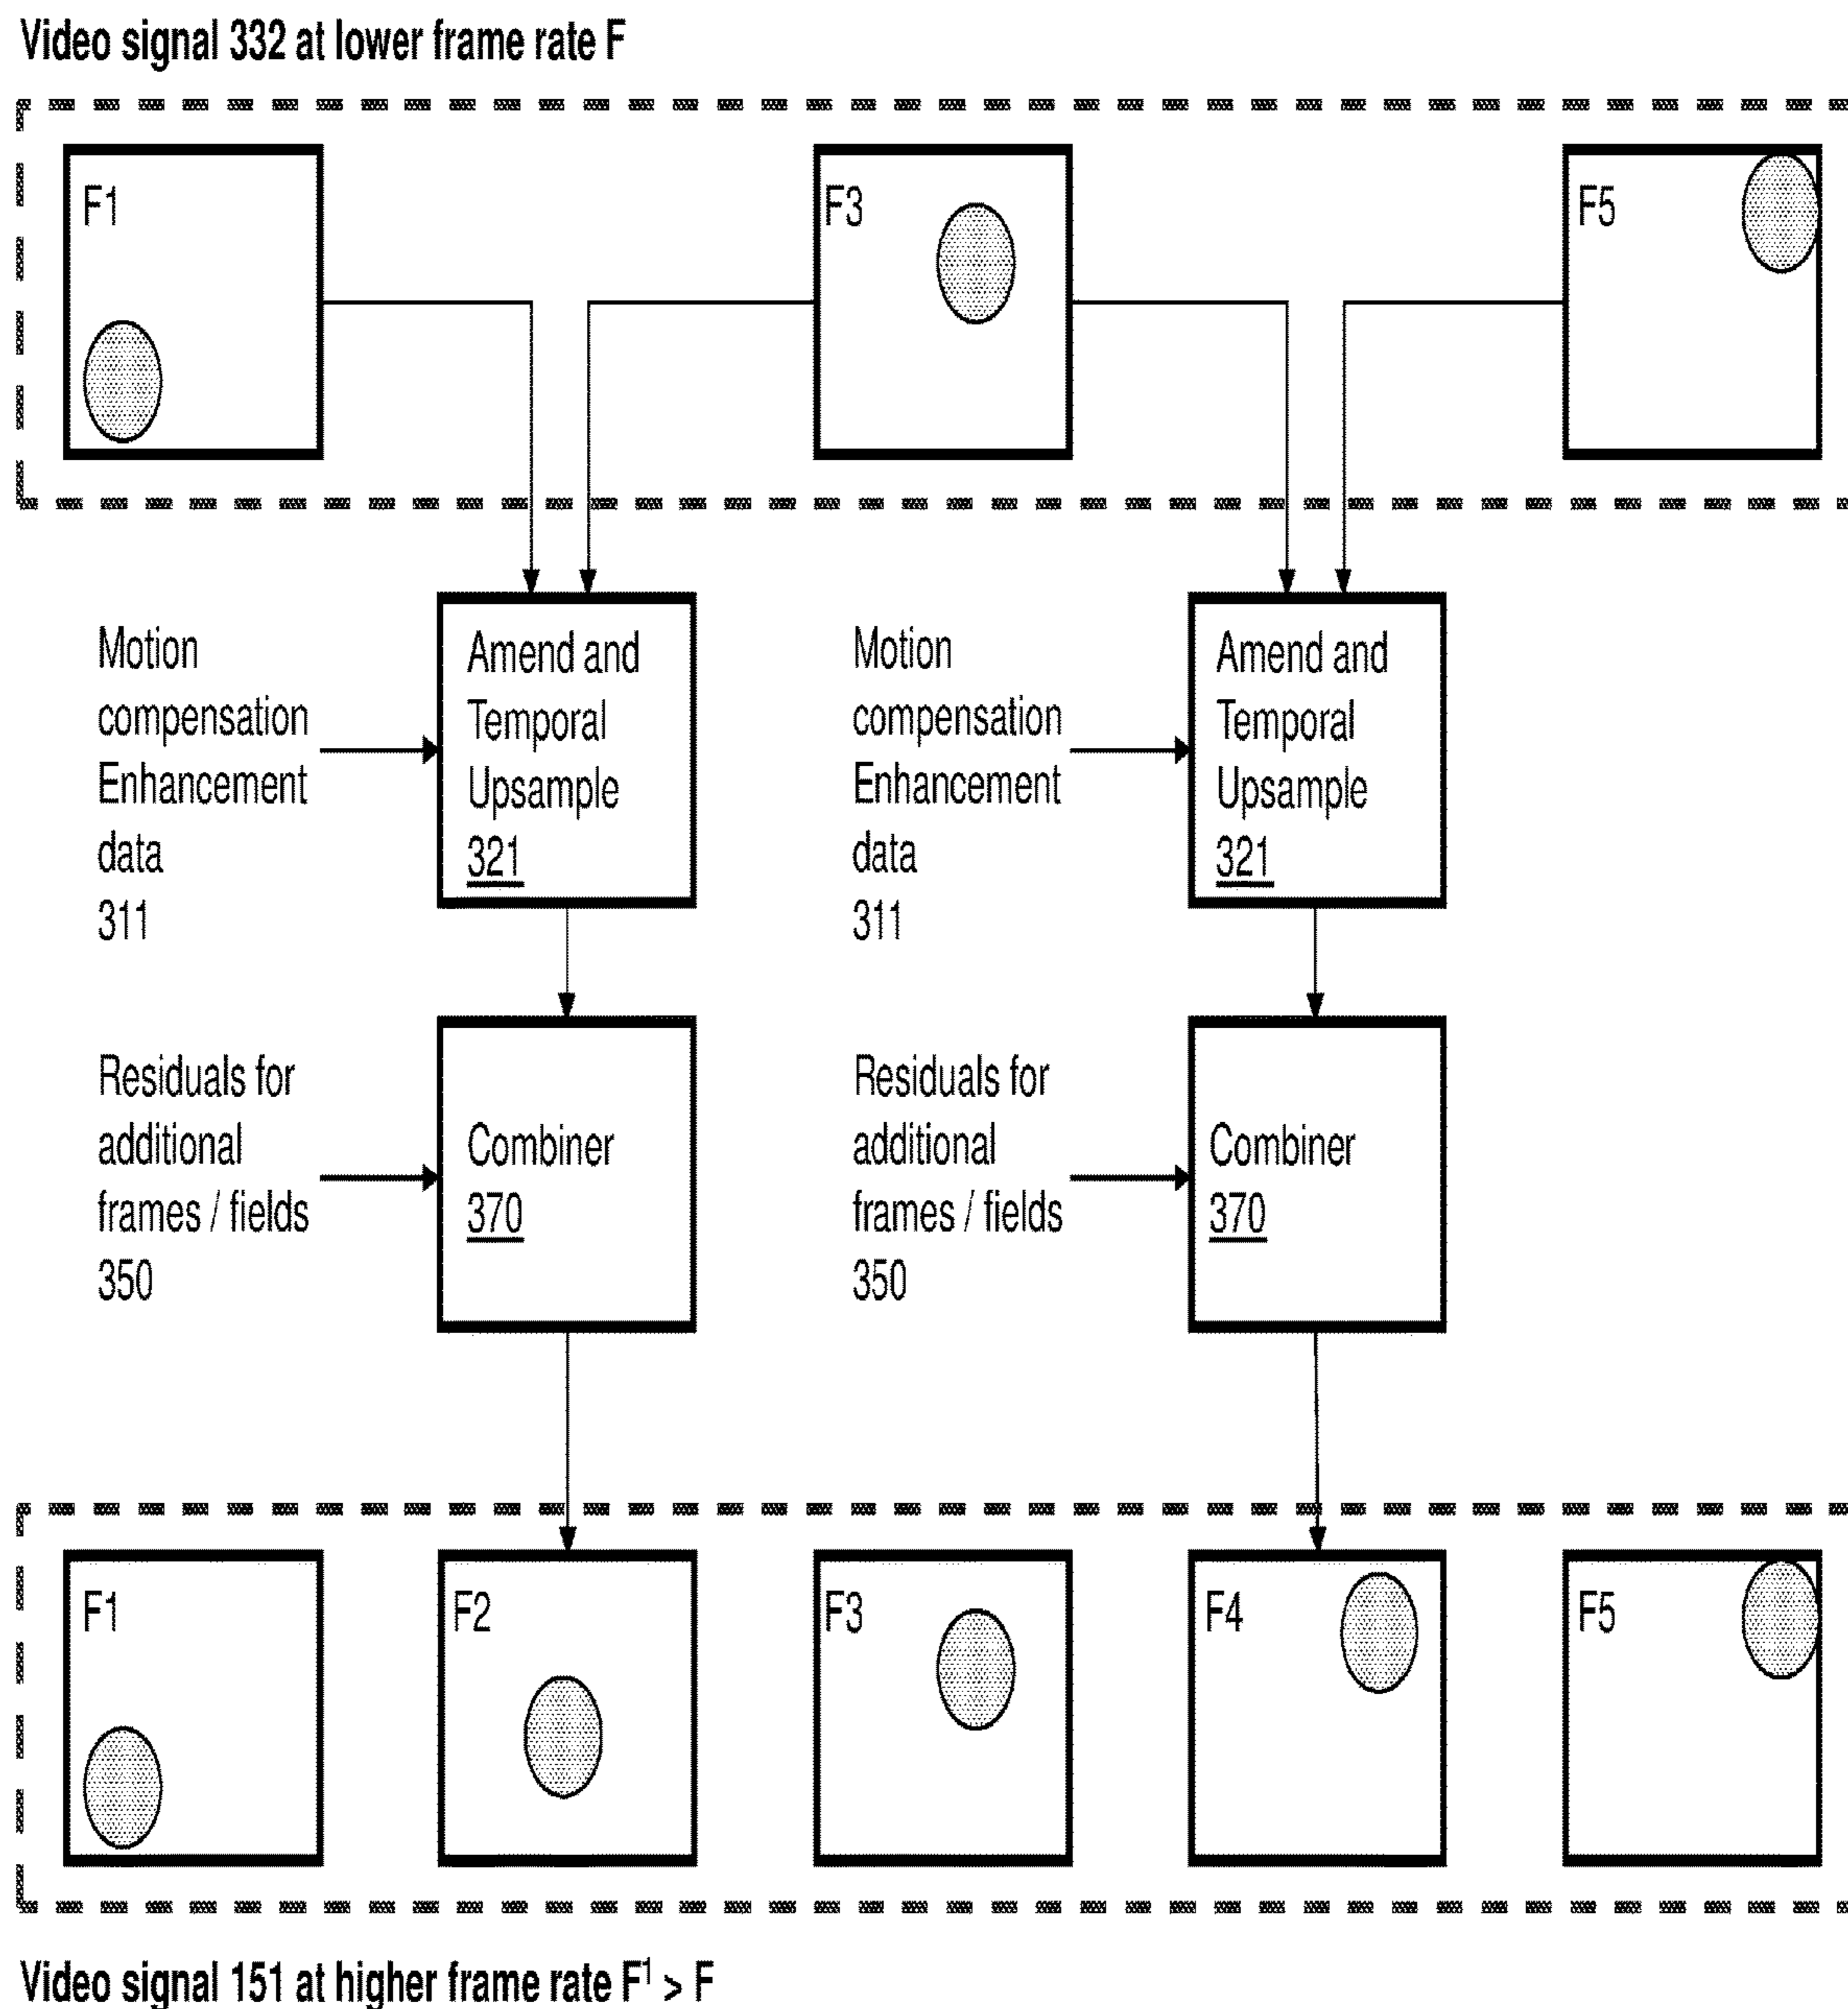 Video signal 332 at lower frame rate F
F1
F3
F5
Motion
compensation
Enhancement
data
311
Amend and
Temporal
Upsample
321
Motion
compensation
Enhancement
data
311
Amend and
Temporal
Upsample
321
Residuals for
additional
frames / fields
350
Combiner
370
Residuals for
additional
frames / fields
350
Combiner
370
F1
F2
F3
F4
F5
Video signal 151 at higher frame rate F¹ > F